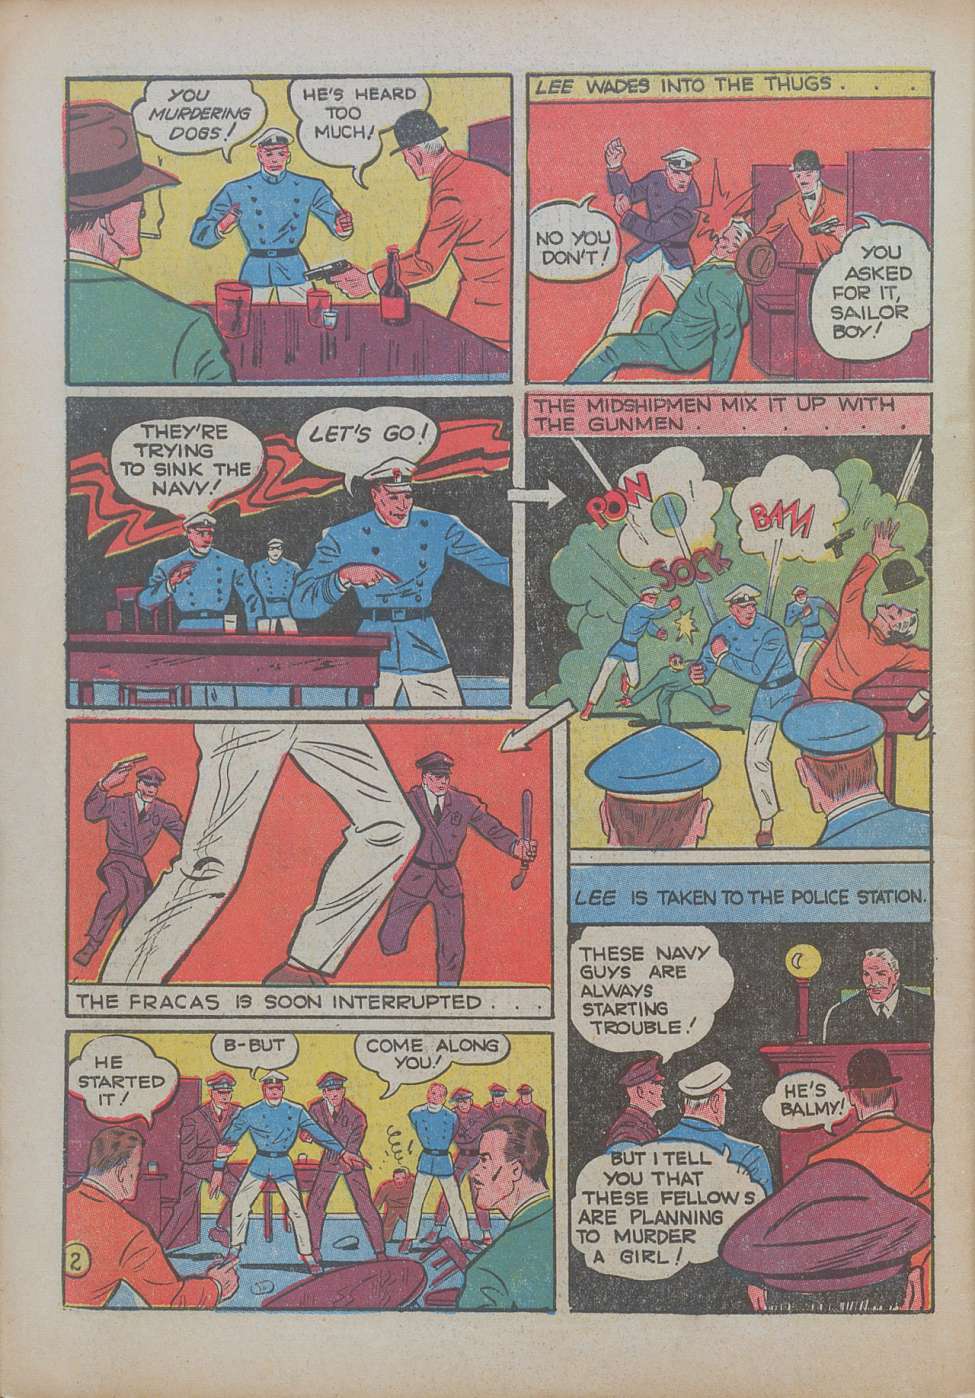 YOU
MURDERING
DOGS!
HE'S HEARD
TOO
MUCH!
LEE WADES INTO THE THUGS . . .
NO YOU
DON'T!
YOU
ASKED
FOR IT,
SAILOR
BOY!
THEY'RE
TRYING
TO SINK THE
NAVY!
LET'S GO!
THE MIDSHIPMEN MIX IT UP WITH
THE GUNMEN . . . . . .
POW
SOCK
BAM
THE FRACAS IS SOON INTERRUPTED . . . .
HE
STARTED
IT!
B-BUT
COME ALONG
YOU!
2
LEE IS TAKEN TO THE POLICE STATION.
THESE NAVY
GUYS ARE
ALWAYS
STARTING
TROUBLE!
HE'S
BALMY!
BUT I TELL
YOU THAT
THESE FELLOWS
ARE PLANNING
TO MURDER
A GIRL!